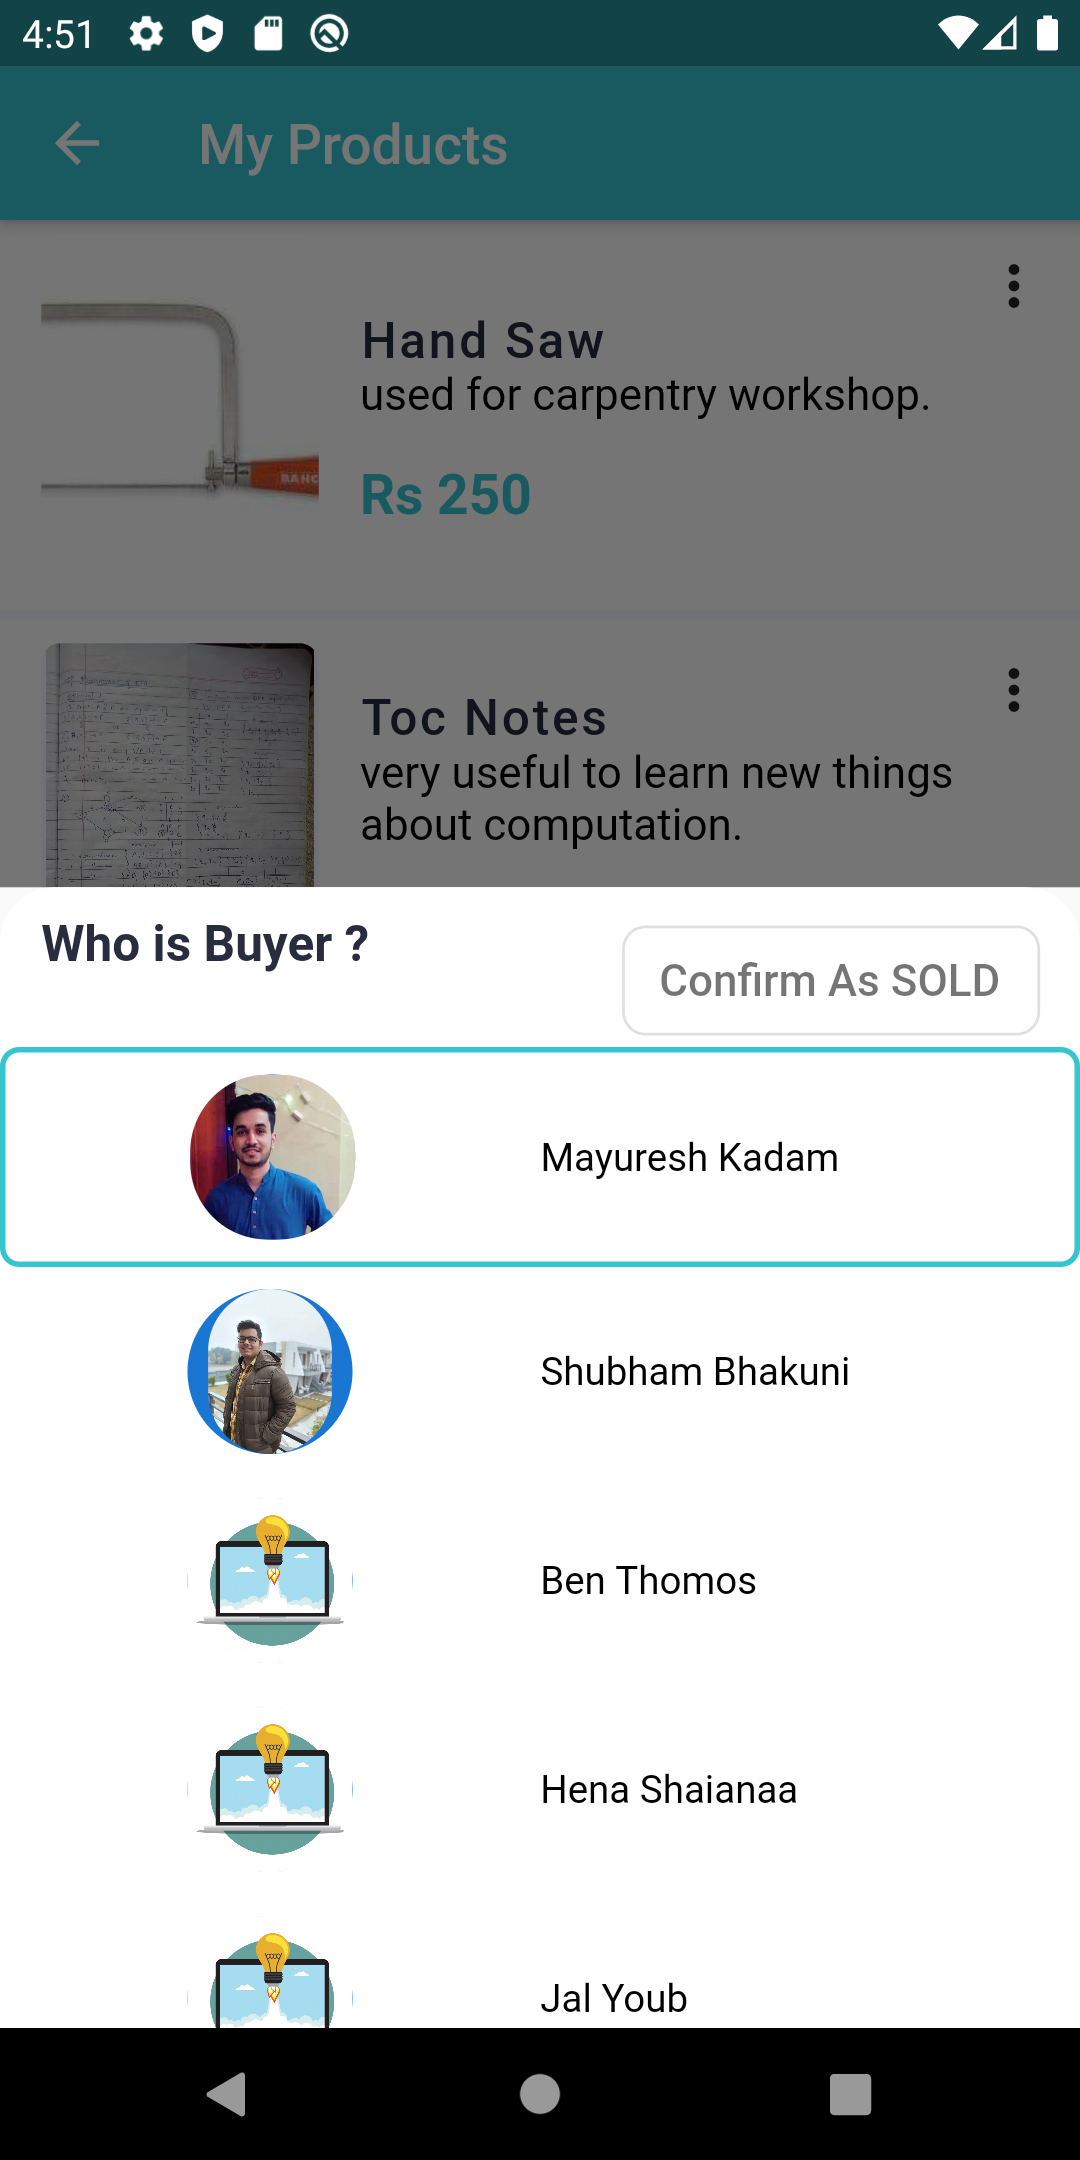 4:51
My Products
Hand Saw
used for carpentry workshop.
Rs 250
Toc Notes
very useful to learn new things
about computation.
Who is Buyer ?
Confirm As SOLD
Mayuresh Kadam
Shubham Bhakuni
Ben Thomos
Hena Shaianaa
Jal Youb